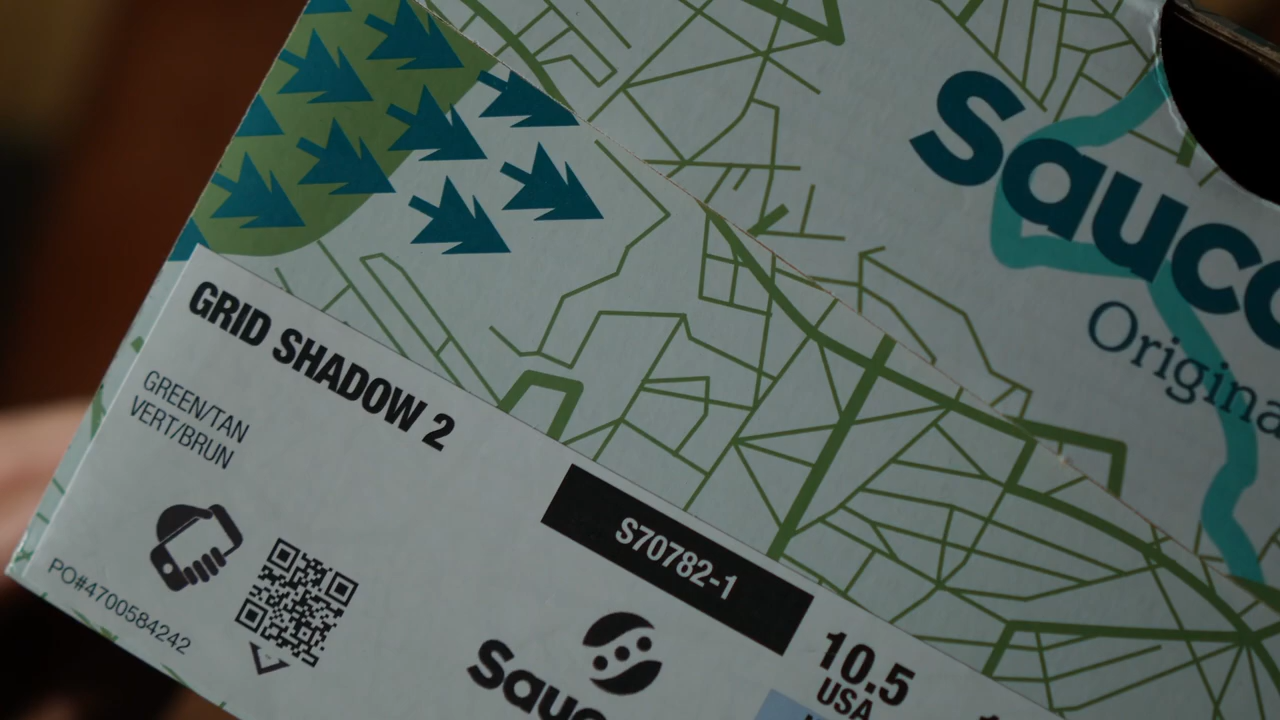 Sauco
Origina
GRID SHADOW 2
GREEN/TAN
VERT/BRUN
S70782-1
PO#4700584242
Sauc
10.5
USA